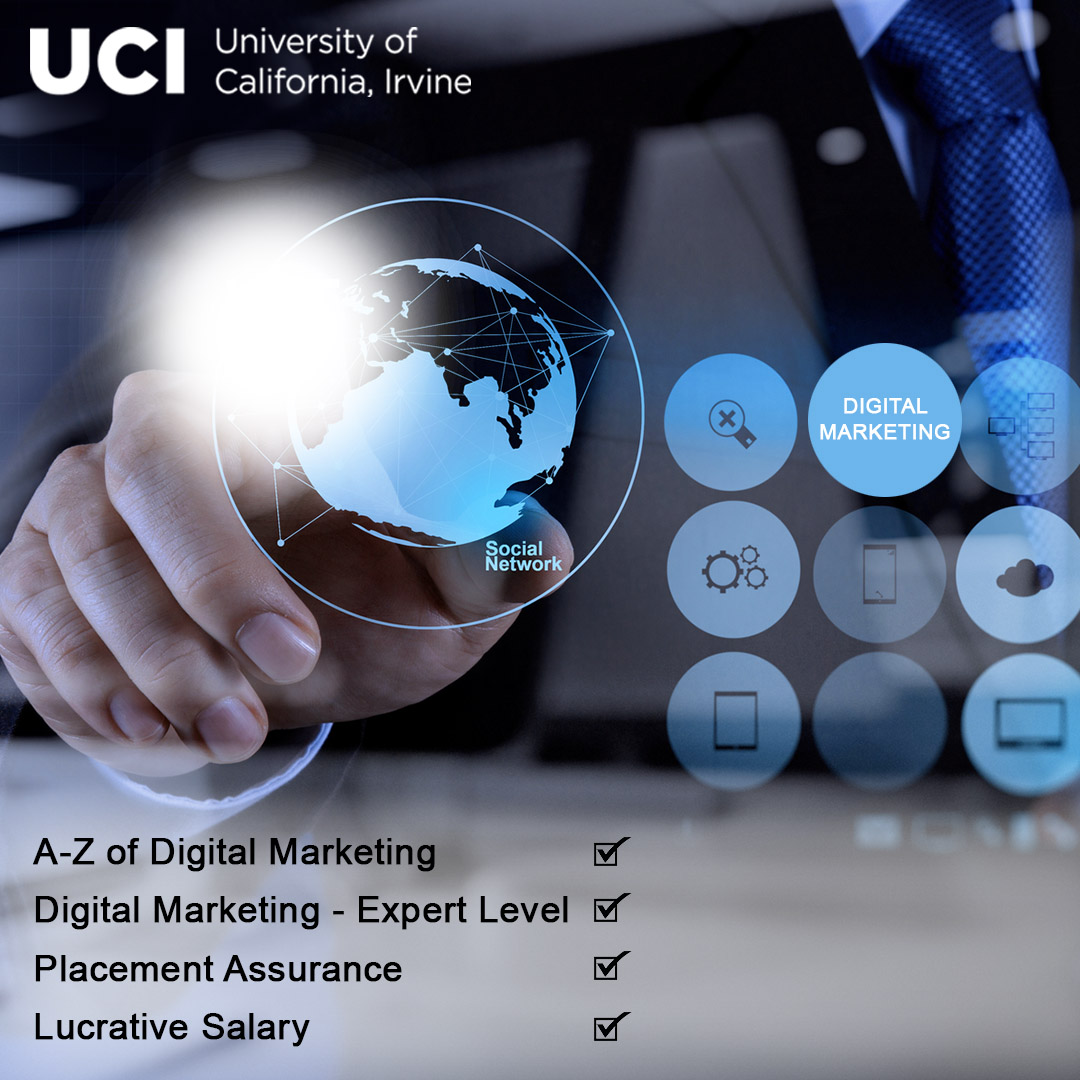 UCI
University of
California, Irvine
DIGITAL
MARKETING
Social
Network
A-Z of Digital Marketing
Digital Marketing - Expert Level
Placement Assurance
Lucrative Salary